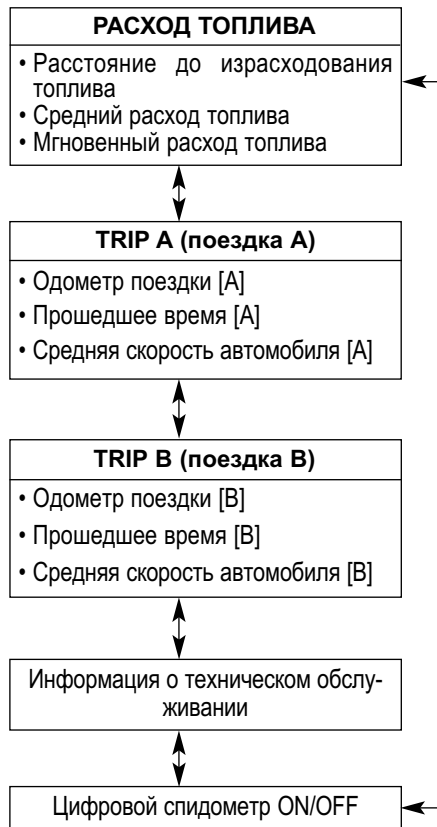 РАСХОД ТОПЛИВА
• Расстояние до израсходования
топлива
• Средний расход топлива
• Мгновенный расход топлива
TRIP A (поездка A)
• Одометр поездки [A]
• Прошедшее время [A]
• Средняя скорость автомобиля [A]
TRIP B (поездка B)
• Одометр поездки [B]
• Прошедшее время [B]
• Средняя скорость автомобиля [B]
Информация о техническом обслу-
живании
Цифровой спидометр ON/OFF